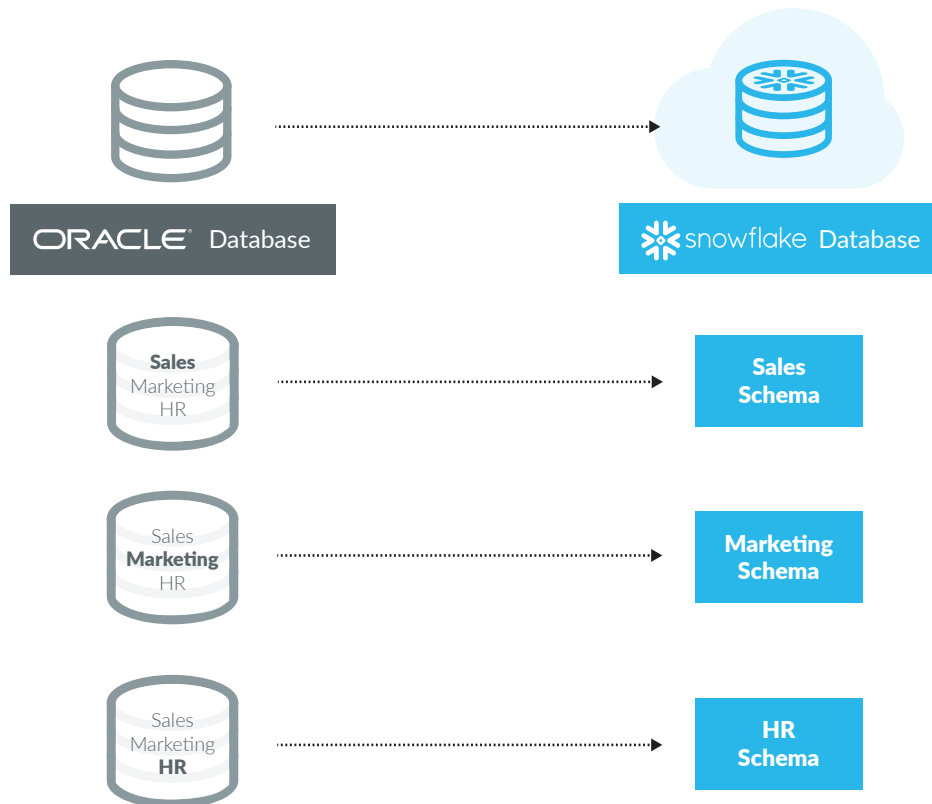 ORACLE® Database
snowflake Database
Sales
Marketing
HR
Sales
Schema
Sales
Marketing
HR
Marketing
Schema
Sales
Marketing
HR
HR
Schema